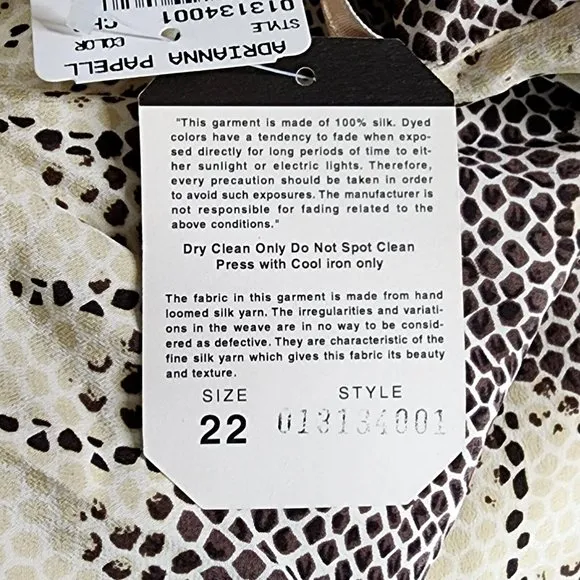 ADRIANNA PAPELL
STYLE
013134001
COLOR
"This garment is made of 100% silk. Dyed
colors have a tendency to fade when expo-
sed directly for long periods of time to eit-
her sunlight or electric lights. Therefore,
every precaution should be taken in order
to avoid such exposures. The manufacturer is
not responsible for fading related to the
above conditions."
Dry Clean Only Do Not Spot Clean
Press with Cool iron only
The fabric in this garment is made from hand
loomed silk yarn. The irregularities and variati-
ons in the weave are in no way to be consid-
ered as defective. They are characteristic of the
fine silk yarn which gives this fabric its beauty
and texture.
SIZE STYLE
22 013134001